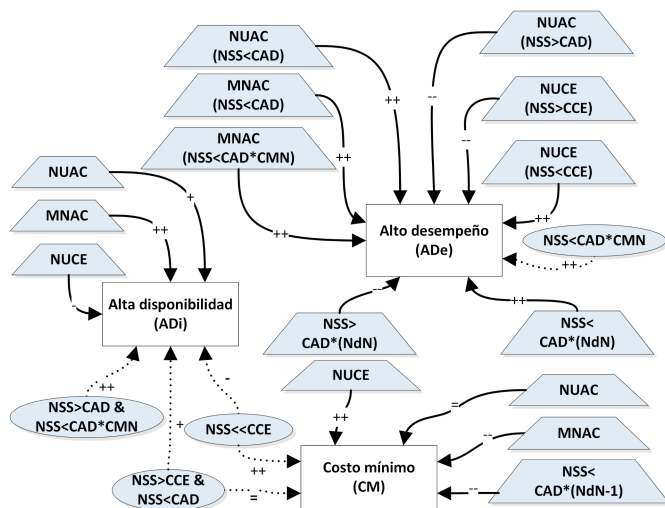 NUAC
(NSS<CAD)
NUAC
(NSS>CAD)
MNAC
(NSS<CAD)
++
--
NUCE
(NSS>CCE)
MNAC
(NSS<CAD*CMN)
++
--
NUCE
(NSS<CCE)
NUAC
+
MNAC
++
++
++
Alto desempeño
(ADe)
NSS<CAD*CMN
++
NUCE
-
Alta disponibilidad
(ADi)
--
++
NSS>
CAD*(NdN)
NSS<
CAD*(NdN)
NUCE
++
-
++
NSS>CAD &
NSS<CAD*CMN
+
NSS<<CCE
++
=
NUAC
--
MNAC
Costo mínimo
(CM)
NSS>CCE &
NSS<CAD
=
--
NSS<
CAD*(NdN-1)